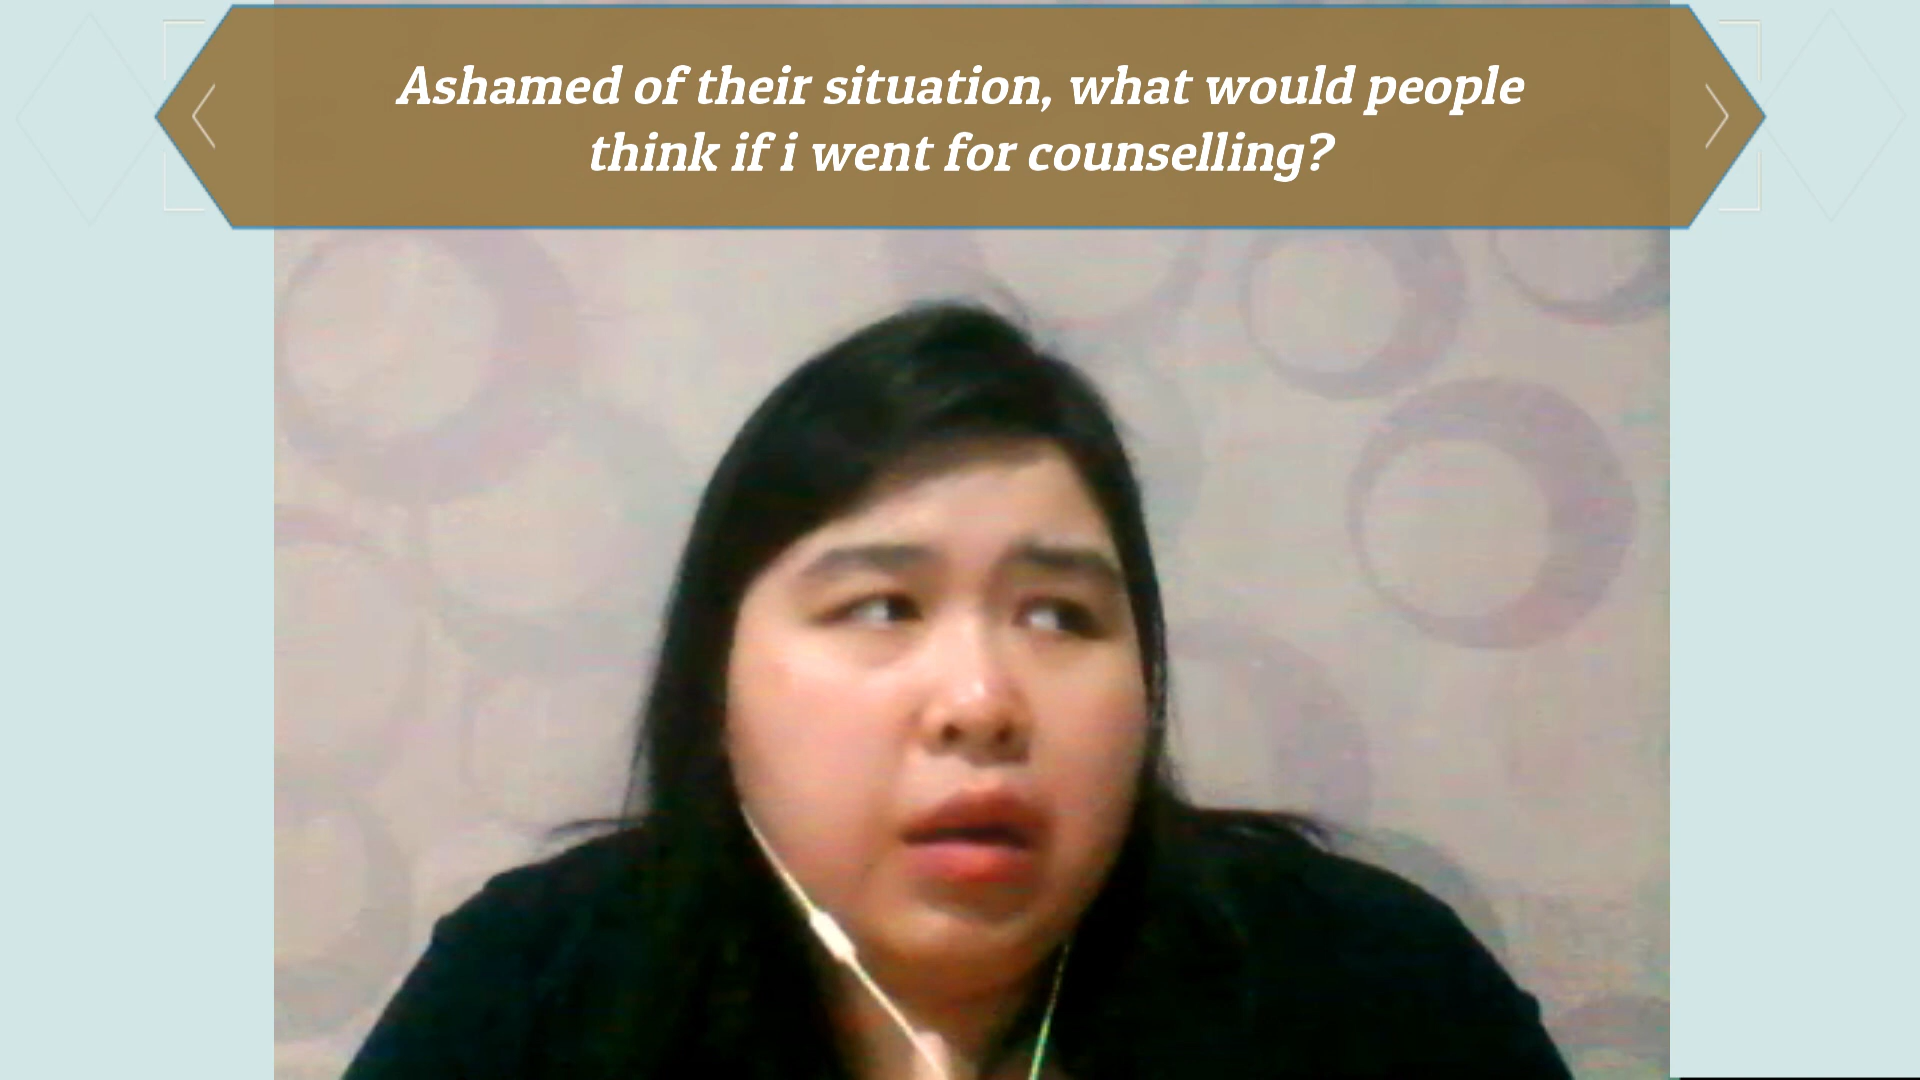 Ashamed of their situation, what would people
think if i went for counselling?